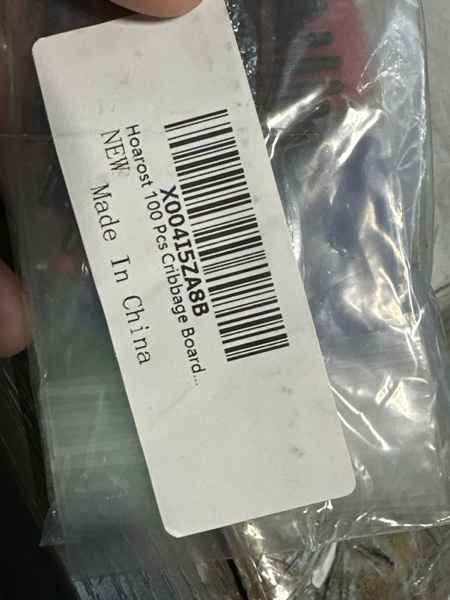 X004I5ZA8B
Hoarost 100 Pcs Cribbage Board...
NEW
Made In China